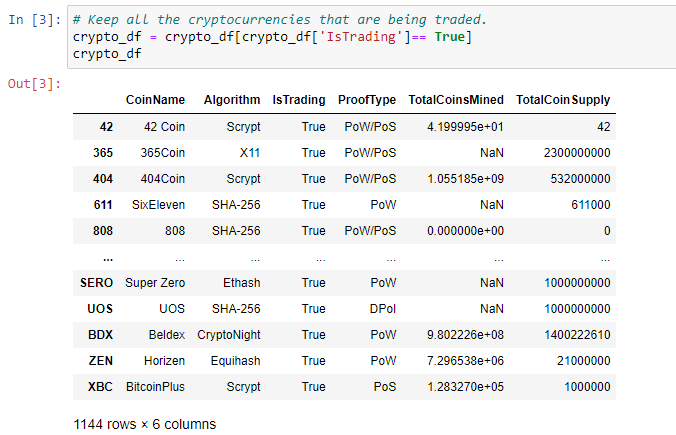 In [3]: # Keep all the cryptocurrencies that are being traded.
crypto_df = crypto_df[crypto_df['IsTrading']== True]
crypto_df
Out[3]:
CoinName Algorithm IsTrading ProofType TotalCoinsMined TotalCoinSupply
42 42 Coin Scrypt True PoW/PoS 4.199995e+01 42
365 365Coin X11 True PoW/PoS NaN 2300000000
404 404Coin Scrypt True PoW/PoS 1.055185e+09 532000000
611 SixEleven SHA-256 True PoW NaN 611000
808 808 SHA-256 True PoW/PoS 0.000000e+00 0
... ... ... ... ... ... ...
SERO Super Zero Ethash True PoW NaN 1000000000
UOS UOS SHA-256 True DPoI NaN 1000000000
BDX Beldex CryptoNight True PoW 9.802226e+08 1400222610
ZEN Horizen Equihash True PoW 7.296538e+06 21000000
XBC BitcoinPlus Scrypt True PoS 1.283270e+05 1000000
1144 rows × 6 columns